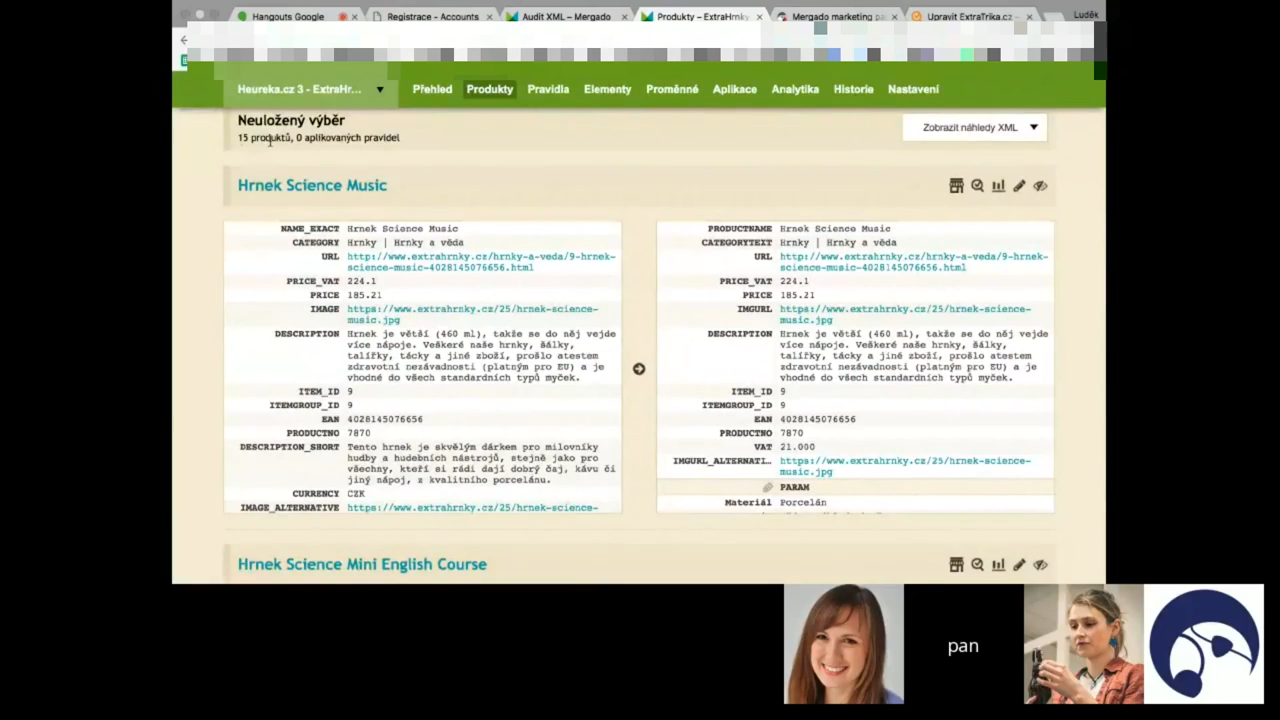 Hangouts Google
Registrace - Accounts
Audit XML – Mergado
Produkty – ExtraHrnky
Mergado marketing pa
Upravit ExtraTrika.cz -
Luděk
Heureka.cz 3 - ExtraHr...
Přehled
Produkty
Pravidla
Elementy
Proměnné
Aplikace
Analytika
Historie
Nastavení
Neuložený výběr
15 produktů, 0 aplikovaných pravidel
Zobrazit náhledy XML
Hrnek Science Music
NAME_EXACT Hrnek Science Music
CATEGORY Hrnky | Hrnky a věda
URL http://www.extrahrnky.cz/hrnky-a-veda/9-hrnek-
science-music-4028145076656.html
PRICE_VAT 224.1
PRICE 185.21
IMAGE https://www.extrahrnky.cz/25/hrnek-science-
music.jpg
DESCRIPTION Hrnek je větší (460 ml), takže se do něj vejde
více nápoje. Veškeré naše hrnky, šálky,
talířky, tácky a jiné zboží, prošlo atestem
zdravotní nezávadnosti (platným pro EU) a je
vhodné do všech standardních typů myček.
ITEM_ID 9
ITEMGROUP_ID 9
EAN 4028145076656
PRODUCTNO 7870
DESCRIPTION_SHORT Tento hrnek je skvělým dárkem pro milovníky
hudby a hudebních nástrojů, stejně jako pro
všechny, kteří si rádi dají dobrý čaj, kávu či
jiný nápoj, z kvalitního porcelánu.
CURRENCY CZK
IMAGE_ALTERNATIVE https://www.extrahrnky.cz/25/hrnek-science-
PRODUCTNAME Hrnek Science Music
CATEGORYTEXT Hrnky | Hrnky a věda
URL http://www.extrahrnky.cz/hrnky-a-veda/9-hrnek-
science-music-4028145076656.html
PRICE_VAT 224.1
PRICE 185.21
IMGURL https://www.extrahrnky.cz/25/hrnek-science-
music.jpg
DESCRIPTION Hrnek je větší (460 ml), takže se do něj vejde
více nápoje. Veškeré naše hrnky, šálky,
talířky, tácky a jiné zboží, prošlo atestem
zdravotní nezávadnosti (platným pro EU) a je
vhodné do všech standardních typů myček.
ITEM_ID 9
ITEMGROUP_ID 9
EAN 4028145076656
PRODUCTNO 7870
VAT 21.000
IMGURL_ALTERNATI… https://www.extrahrnky.cz/25/hrnek-science-
music.jpg
PARAM
Materiál Porcelán
Hrnek Science Mini English Course
pan